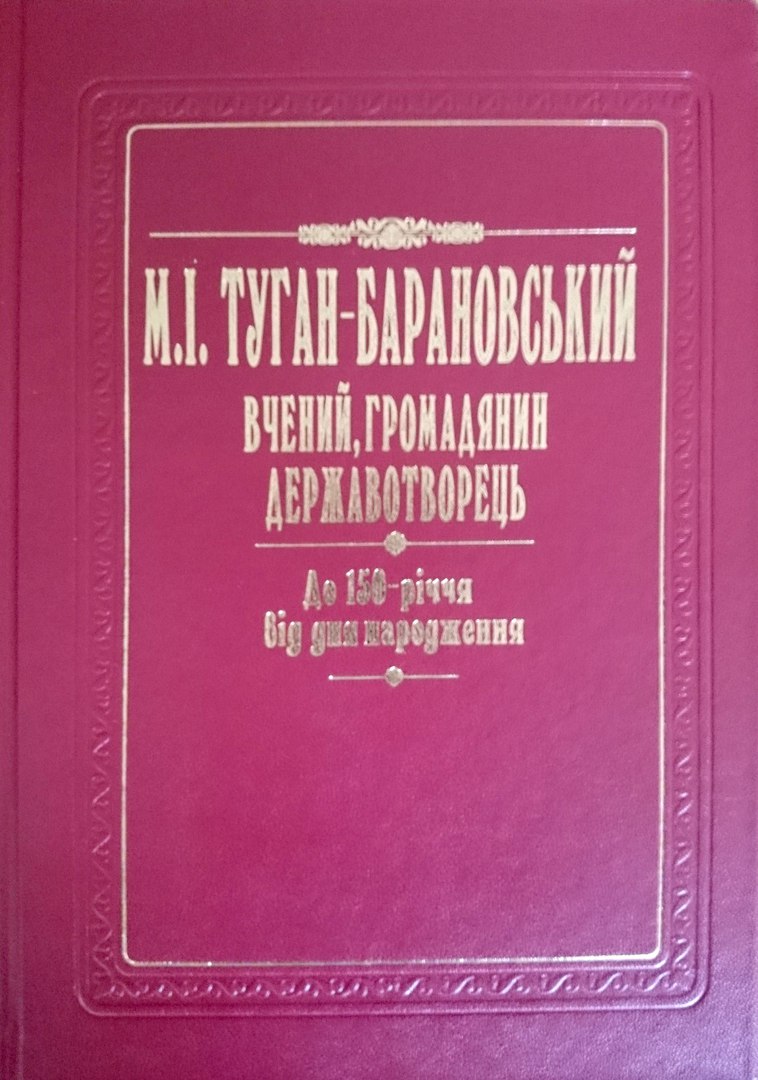 М.І. ТУГАН-БАРАНОВСЬКИЙ
ВЧЕНИЙ, ГРОМАДЯНИН
ДЕРЖАВОТВОРЕЦЬ
До 150-річчя
від дня народження